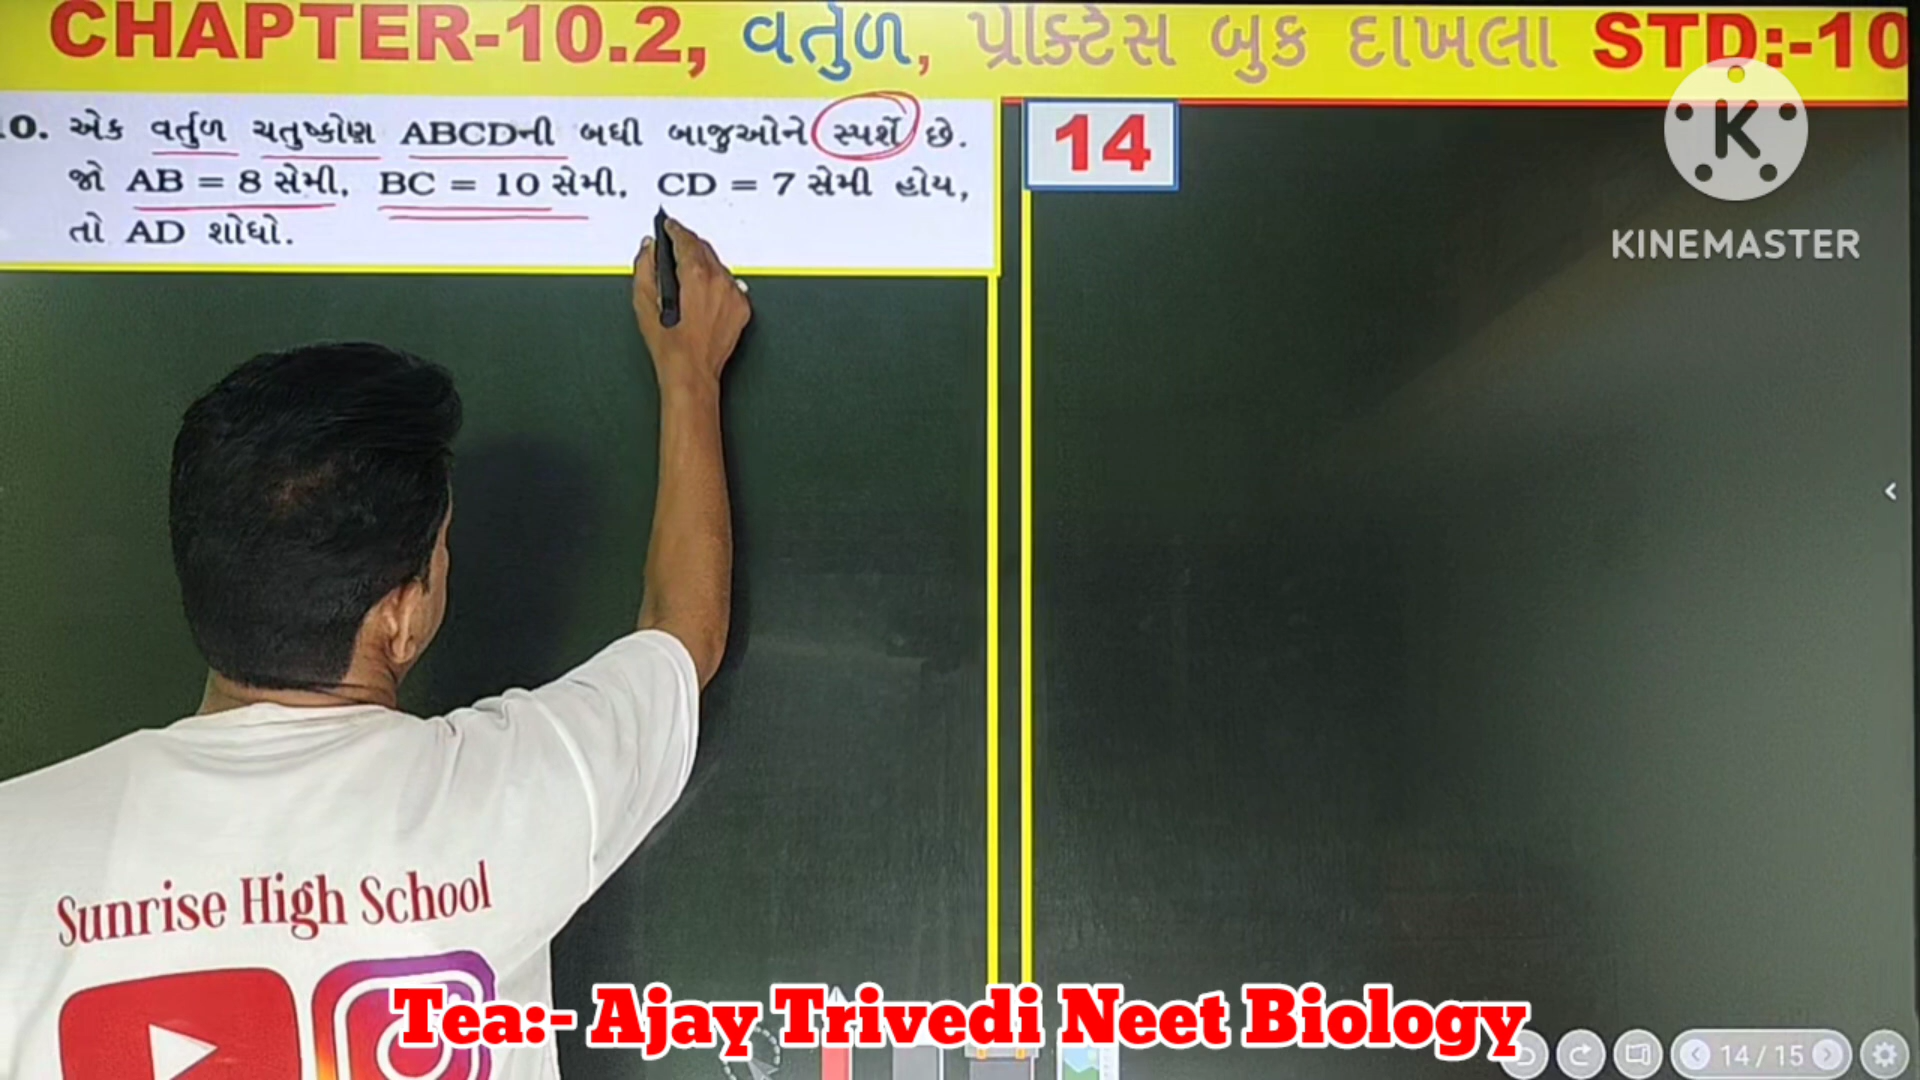 CHAPTER-10.2, વર્તુળ, પ્રેક્ટિસ બુક દાખલા STD:-10
0. એક વર્તુળ ચતુષ્કોણ ABCDની બધી બાજુઓને સ્પર્શે છે.
જો AB = 8 સેમી, BC = 10 સેમી, CD = 7 સેમી હોય,
તો AD શોધો.
14
KINEMASTER
Sunrise High School
Tea:- Ajay Trivedi Neet Biology
14/15